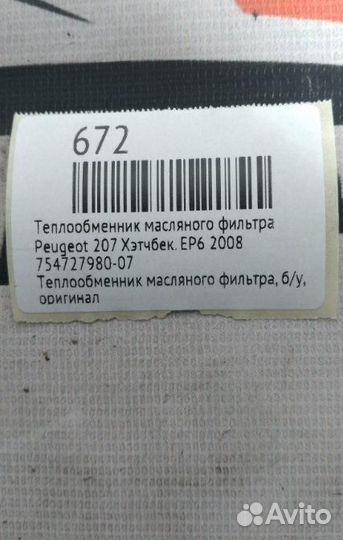 672
Теплообменник масляного фильтра
Peugeot 207 Хэтчбек. EP6 2008
754727980-07
Теплообменник масляного фильтра, б/у,
оригинал
Avito